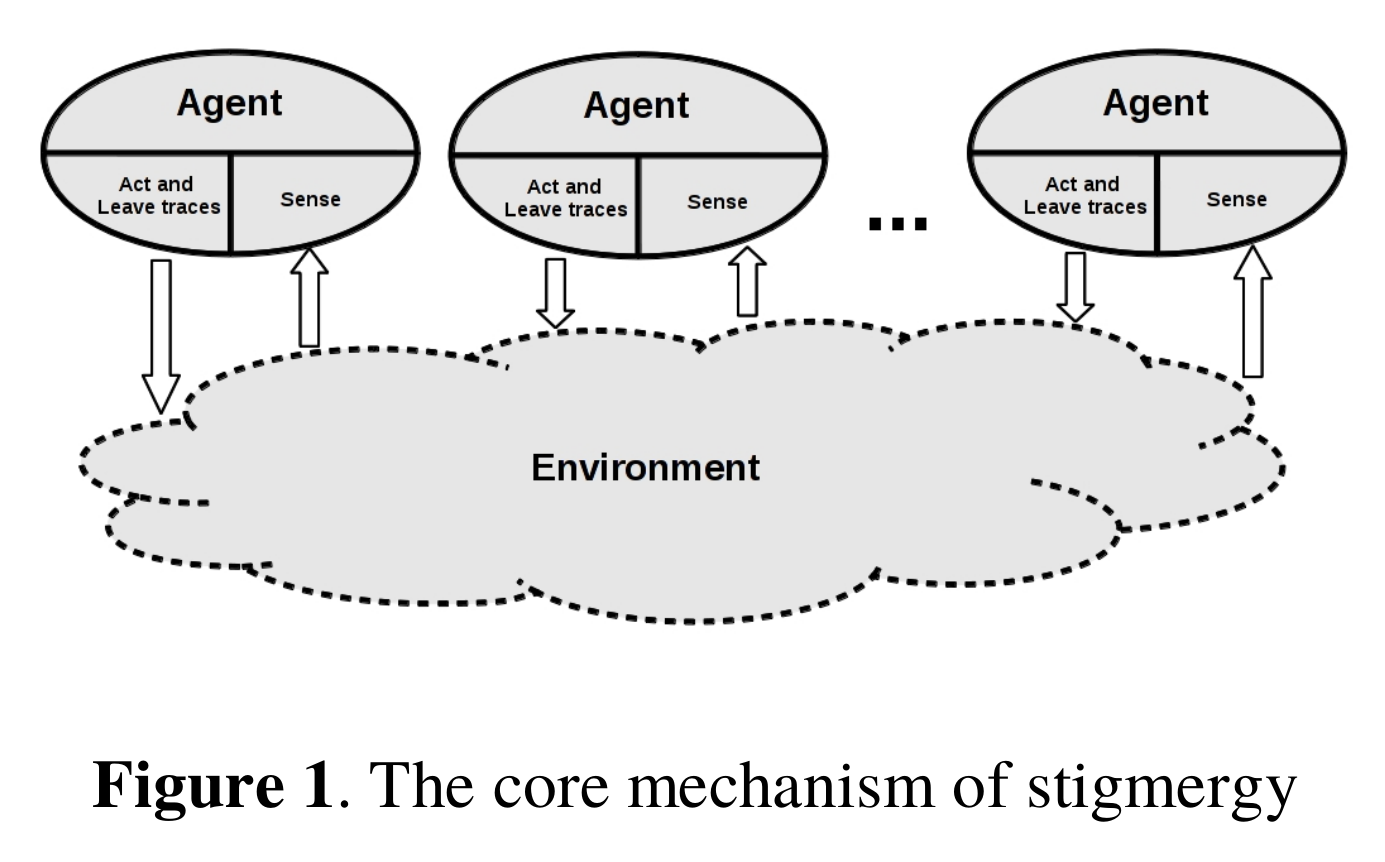 Agent
Act and
Leave traces
Sense
Agent
Act and
Leave traces
Sense
...
Agent
Act and
Leave traces
Sense
Environment
Figure 1. The core mechanism of stigmergy